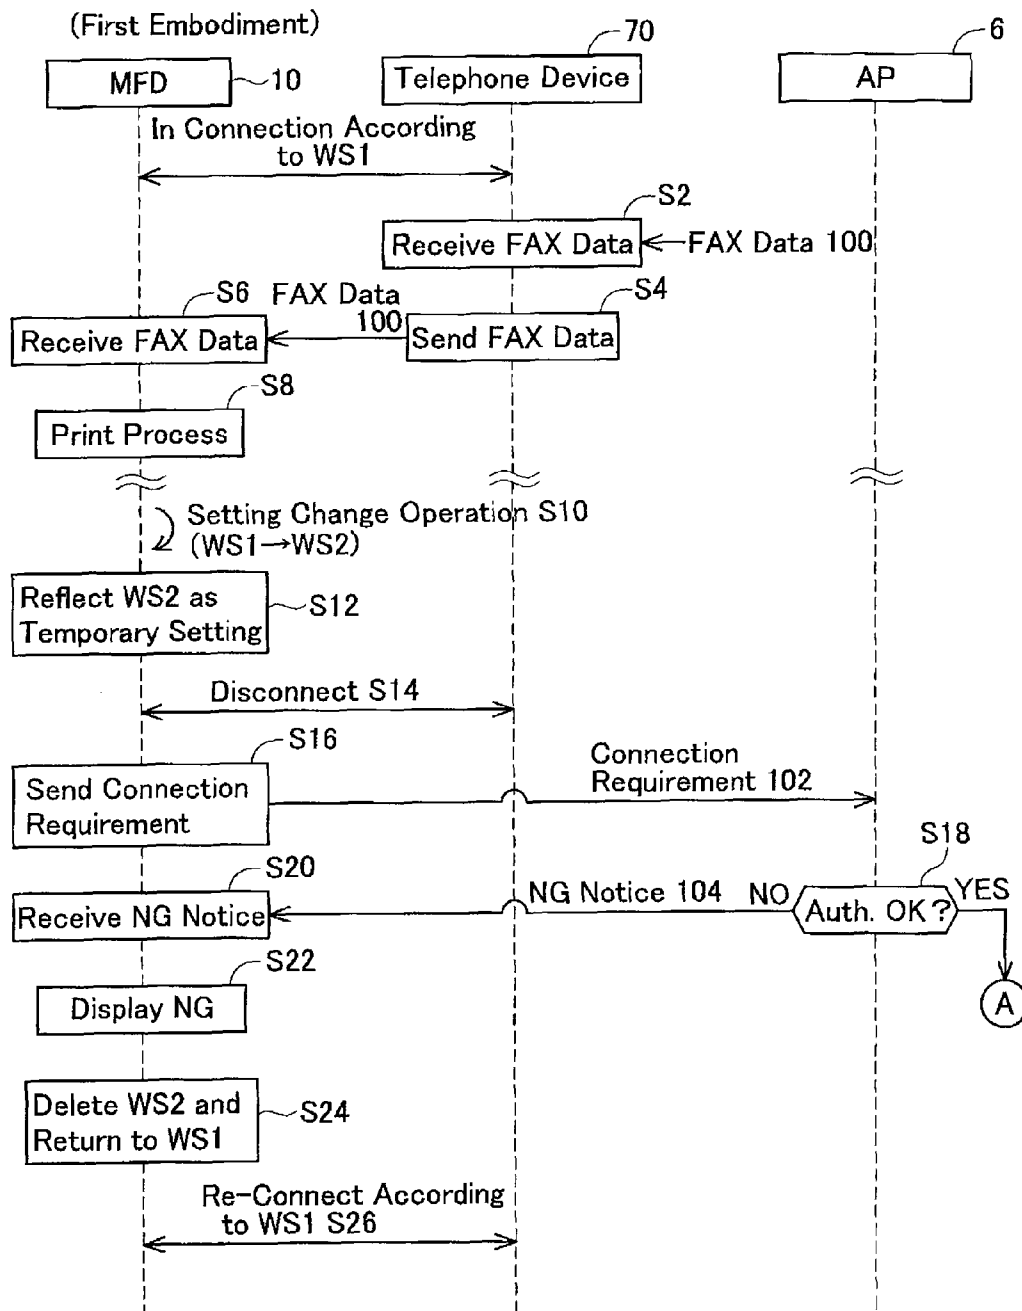 (First Embodiment)
70
6
MFD
10
Telephone Device
AP
In Connection According
to WS1
S2
Receive FAX Data
FAX Data 100
S6
FAX Data
100
S4
Receive FAX Data
Send FAX Data
S8
Print Process
Setting Change Operation S10
(WS1→WS2)
Reflect WS2 as
Temporary Setting
S12
Disconnect S14
S16
Send Connection
Requirement
Connection
Requirement 102
S18
S20
Receive NG Notice
NG Notice 104
NO
Auth. OK?
YES
S22
Display NG
A
Delete WS2 and
Return to WS1
S24
Re-Connect According
to WS1 S26